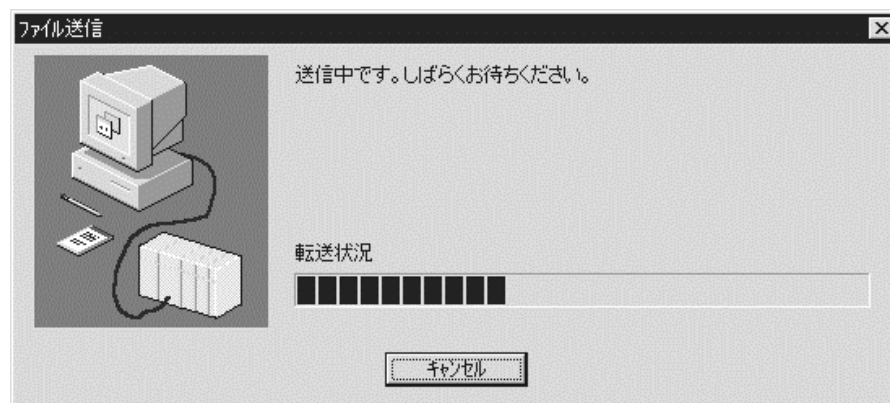 ファイル送信
送信中です。しばらくお待ちください。
転送状況
キャンセル